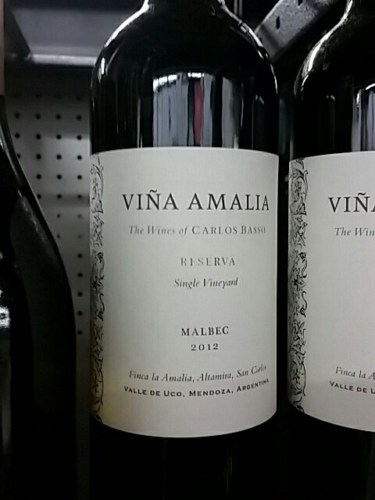 VIÑA AMALIA
The Wines of CARLOS BASSO
RESERVA
Single Vineyard
MALBEC
2012
Finca la Amalia, Altamira, San Carlos
VALLE DE UCO, MENDOZA, ARGENTINA
VIÑ
The Win
Finca la A
VALLE DE U